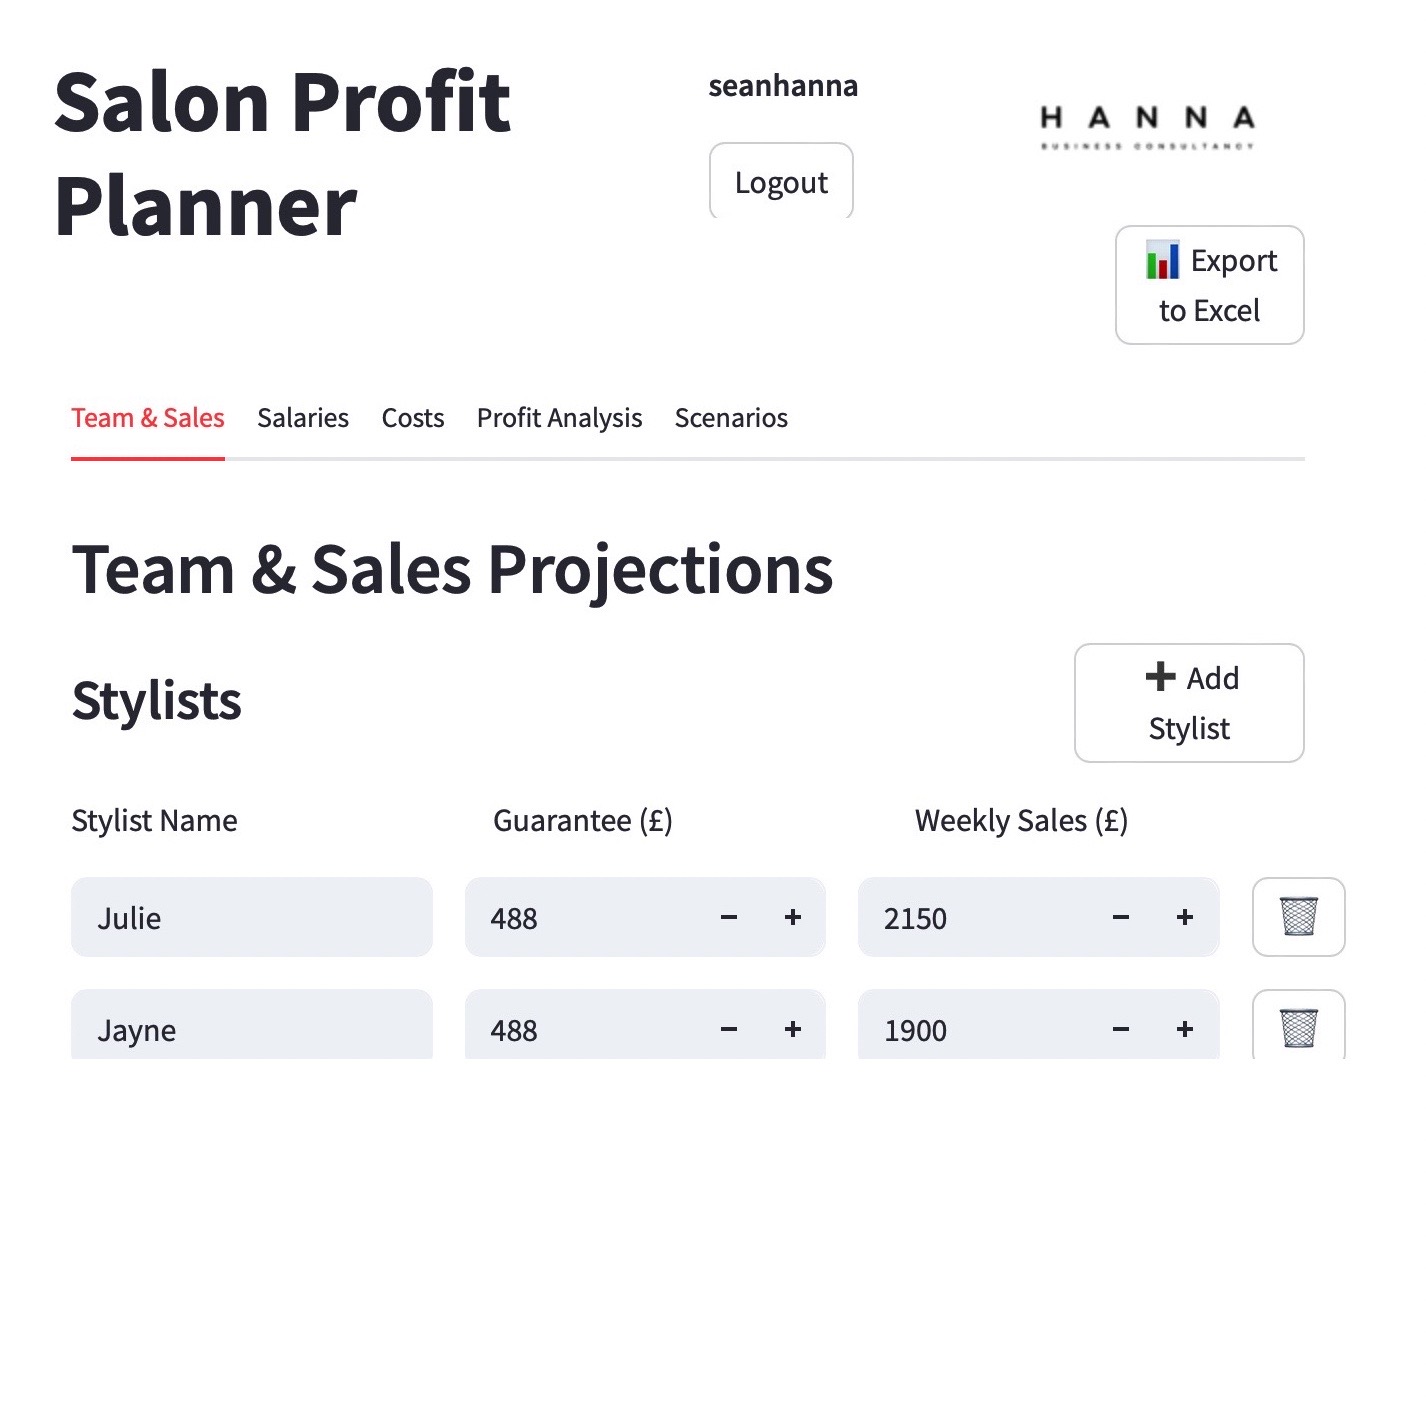 Salon Profit
Planner
seanhanna
Logout
H A N N A
BUSINESS CONSULTANCY
Export
to Excel
Team & Sales Salaries Costs Profit Analysis Scenarios
Team & Sales Projections
Stylists
Add
Stylist
Stylist Name Guarantee (£) Weekly Sales (£)
Julie 488 − + 2150 − +
Jayne 488 − + 1900 − +